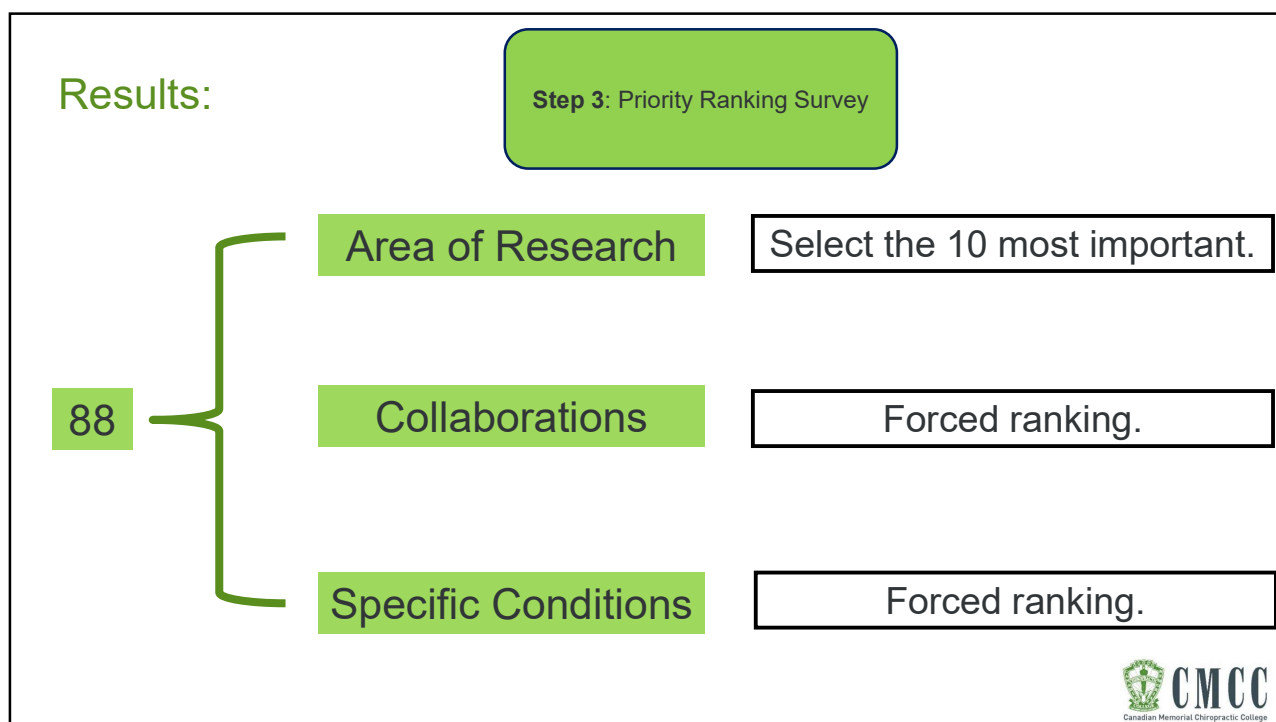 Results:
Step 3: Priority Ranking Survey
Area of Research
Select the 10 most important.
88
Collaborations
Forced ranking.
Specific Conditions
Forced ranking.
CMCC
Canadian Memorial Chiropractic College